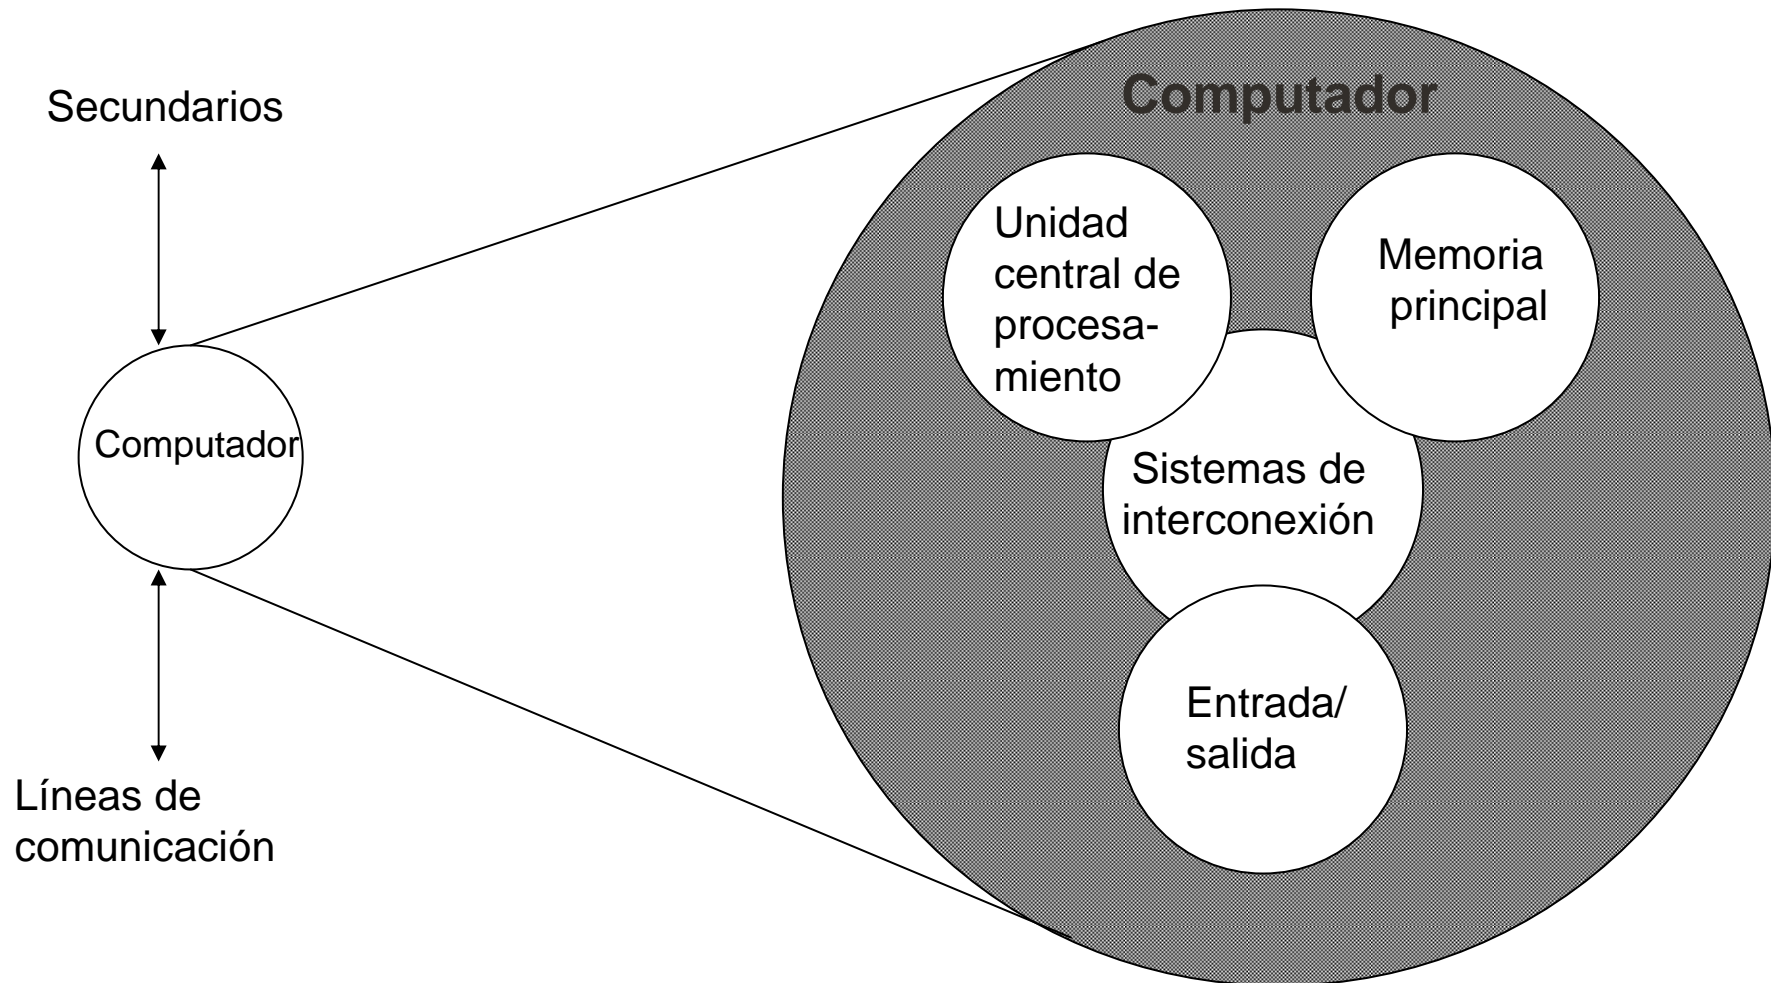 Secundarios
Computador
Líneas de
comunicación
Computador
Unidad
central de
procesa-
miento
Memoria
principal
Sistemas de
interconexión
Entrada/
salida